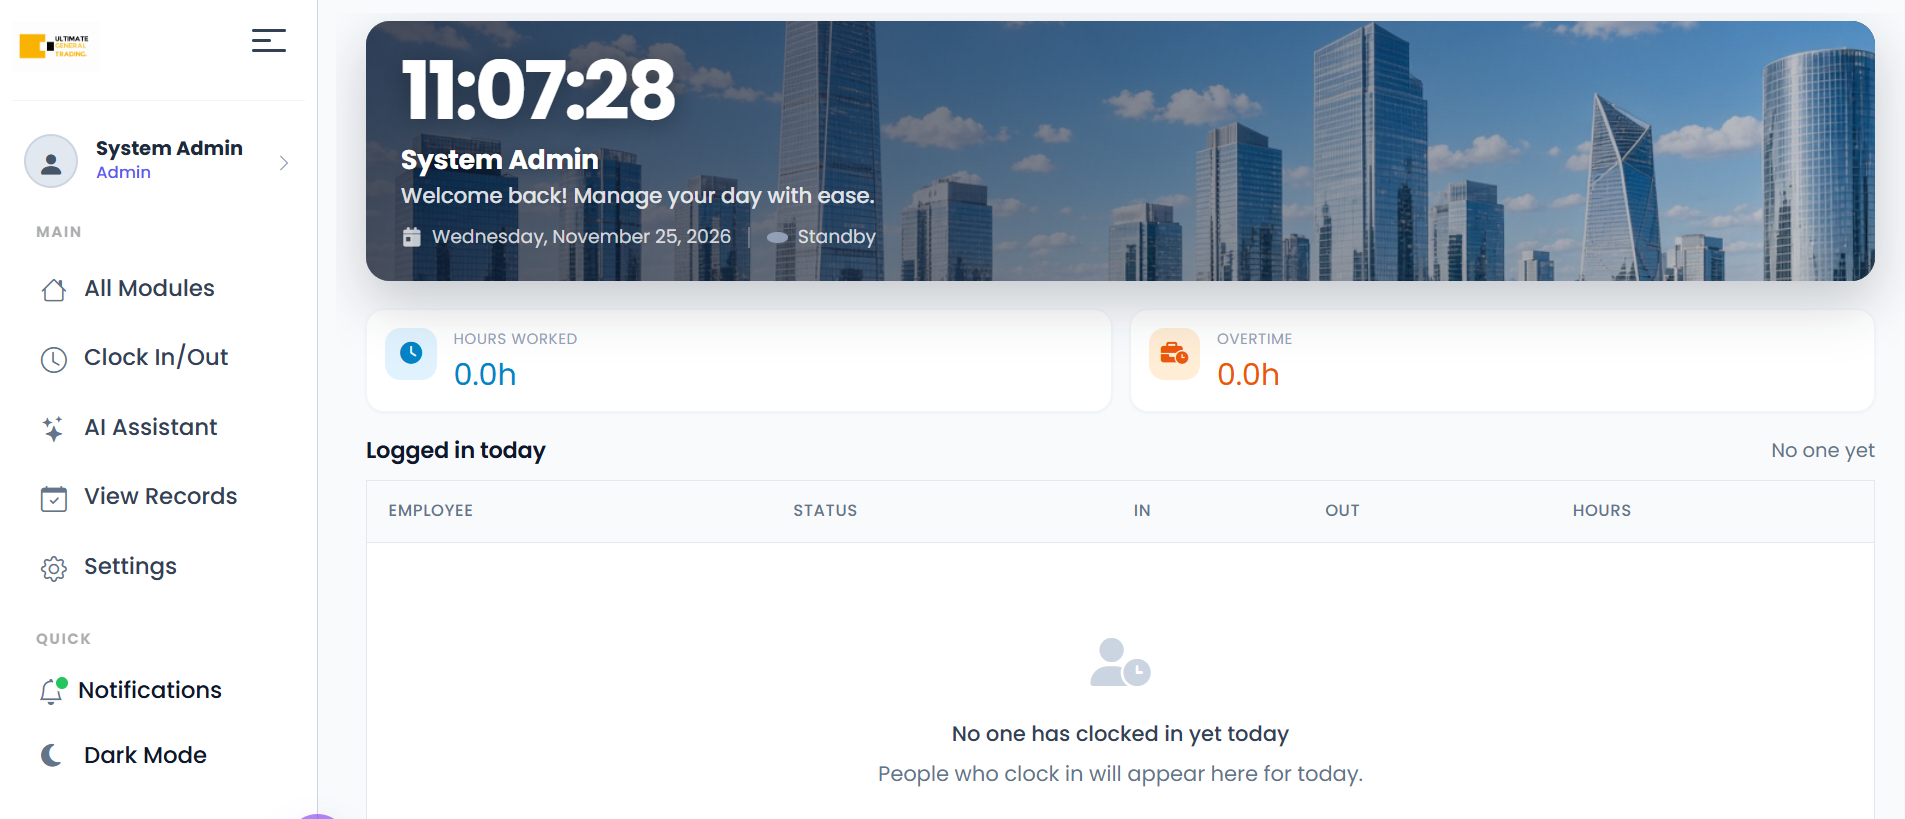 ULTIMATE
GENERAL
TRADING.
System Admin
Admin
MAIN
All Modules
Clock In/Out
AI Assistant
View Records
Settings
QUICK
Notifications
Dark Mode
11:07:28
System Admin
Welcome back! Manage your day with ease.
Wednesday, November 25, 2026 | Standby
HOURS WORKED
0.0h
OVERTIME
0.0h
Logged in today
No one yet
EMPLOYEE STATUS IN OUT HOURS
No one has clocked in yet today
People who clock in will appear here for today.